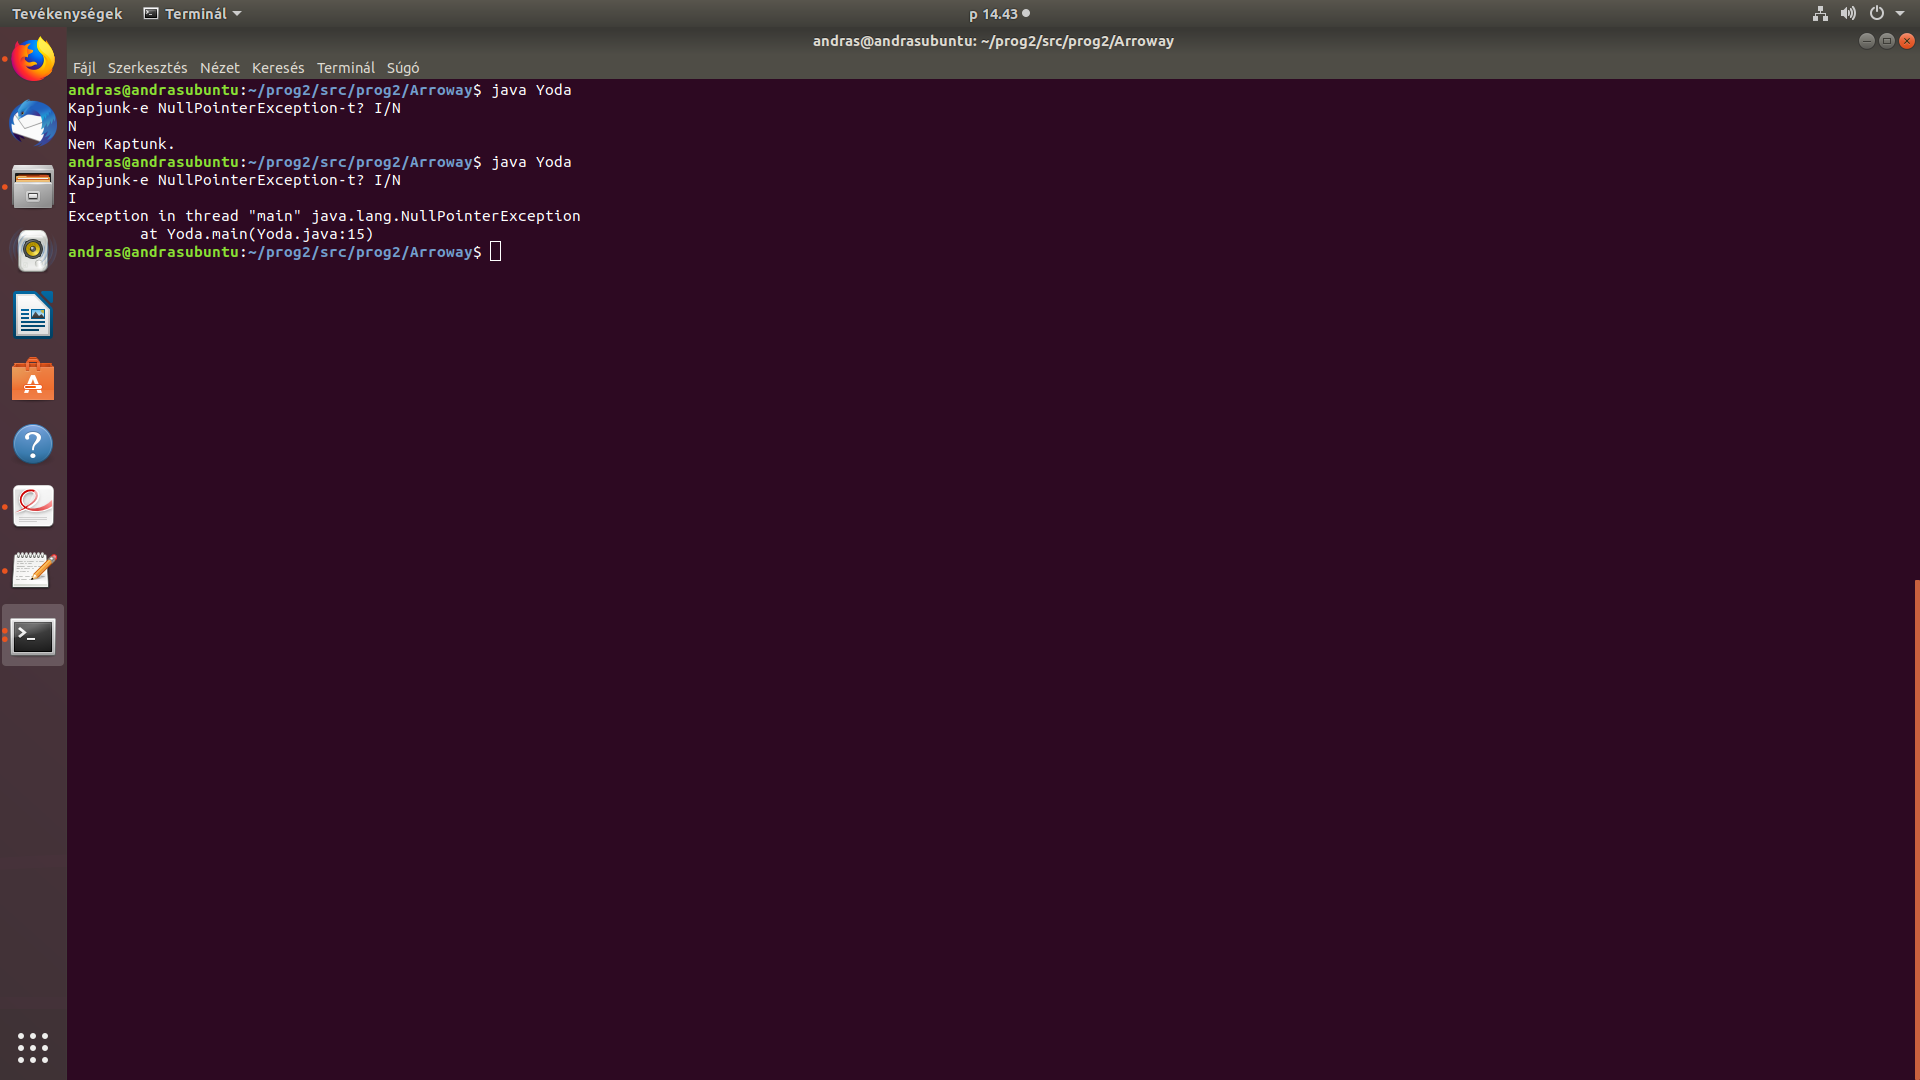 Tevékenységek Terminál p 14.43
andras@andrasubuntu: ~/prog2/src/prog2/Arroway
Fájl Szerkesztés Nézet Keresés Terminál Súgó
andras@andrasubuntu:~/prog2/src/prog2/Arroway$ java Yoda
Kapjunk-e NullPointerException-t? I/N
N
Nem Kaptunk.
andras@andrasubuntu:~/prog2/src/prog2/Arroway$ java Yoda
Kapjunk-e NullPointerException-t? I/N
I
Exception in thread "main" java.lang.NullPointerException
        at Yoda.main(Yoda.java:15)
andras@andrasubuntu:~/prog2/src/prog2/Arroway$